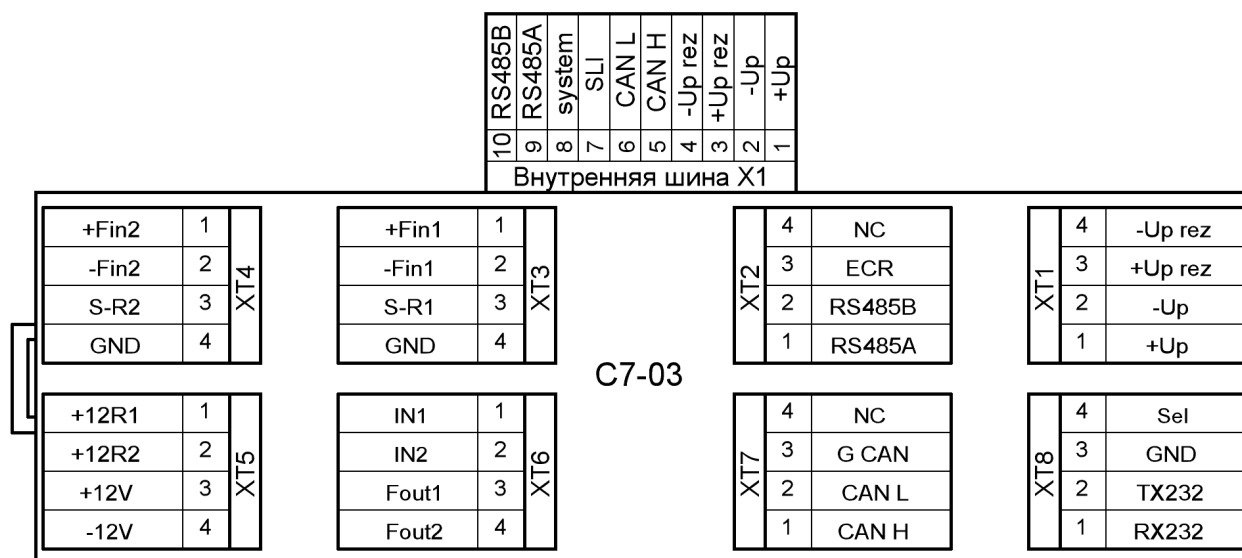 10 RS485B
9 RS485A
8 system
7 SLI
6 CAN L
5 CAN H
4 -Up rez
3 +Up rez
2 -Up
1 +Up
Внутренняя шина X1
XT4
+Fin2 1
-Fin2 2
S-R2 3
GND 4
XT3
+Fin1 1
-Fin1 2
S-R1 3
GND 4
XT2
4 NC
3 ECR
2 RS485B
1 RS485A
XT1
4 -Up rez
3 +Up rez
2 -Up
1 +Up
C7-03
XT5
+12R1 1
+12R2 2
+12V 3
-12V 4
XT6
IN1 1
IN2 2
Fout1 3
Fout2 4
XT7
4 NC
3 G CAN
2 CAN L
1 CAN H
XT8
4 Sel
3 GND
2 TX232
1 RX232